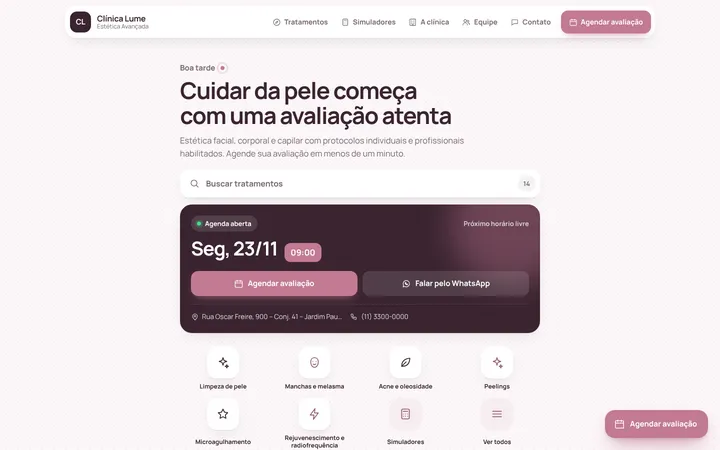 CL
Clínica Lume
Estética Avançada
Tratamentos
Simuladores
A clínica
Equipe
Contato
Agendar avaliação
Boa tarde
Cuidar da pele começa
com uma avaliação atenta
Estética facial, corporal e capilar com protocolos individuais e profissionais
habilitados. Agende sua avaliação em menos de um minuto.
Buscar tratamentos
14
Agenda aberta
Próximo horário livre
Seg, 23/11
09:00
Agendar avaliação
Falar pelo WhatsApp
Rua Oscar Freire, 900 – Conj. 41 – Jardim Pau...
(11) 3300-0000
Limpeza de pele
Manchas e melasma
Acne e oleosidade
Peelings
Microagulhamento
Rejuvenescimento e
radiofrequência
Simuladores
Ver todos
Agendar avaliação